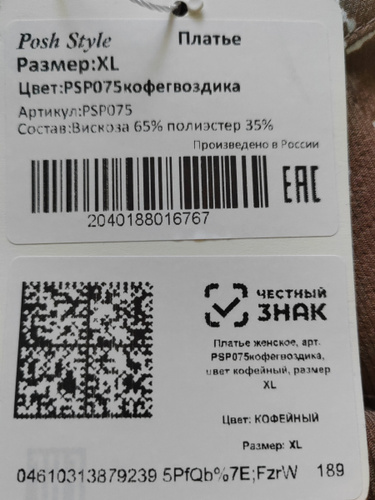 Posh Style Платье
Размер:XL
Цвет:PSP075кофегвоздика
Артикул:PSP075
Состав:Вискоза 65% полиэстер 35%
Произведено в России
EAC
2040188016767
ЧЕСТНЫЙ
ЗНАК
Платье женское, арт.
PSP075кофегвоздика,
цвет кофейный, размер
XL
Цвет: КОФЕЙНЫЙ
Размер: XL
04610313879239 5PfQb%7E;FzrW 189